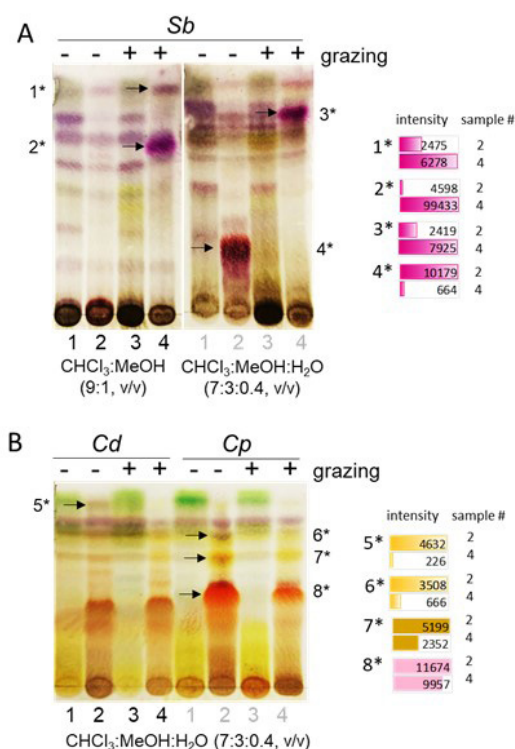 A
Sb
- - + + - - + + grazing
1*
2*
3*
4*
1 2 3 4 1 2 3 4
CHCl3:MeOH
(9:1, v/v)
CHCl3:MeOH:H2O
(7:3:0.4, v/v)
intensity sample #
1* 2475 2
6278 4
2* 4598 2
99433 4
3* 2419 2
7925 4
4* 10179 2
664 4
B
Cd Cp
- - + + - - + + grazing
5*
6*
7*
8*
1 2 3 4 1 2 3 4
CHCl3:MeOH:H2O (7:3:0.4, v/v)
intensity sample #
5* 4632 2
226 4
6* 3508 2
666 4
7* 5199 2
2352 4
8* 11674 2
9957 4